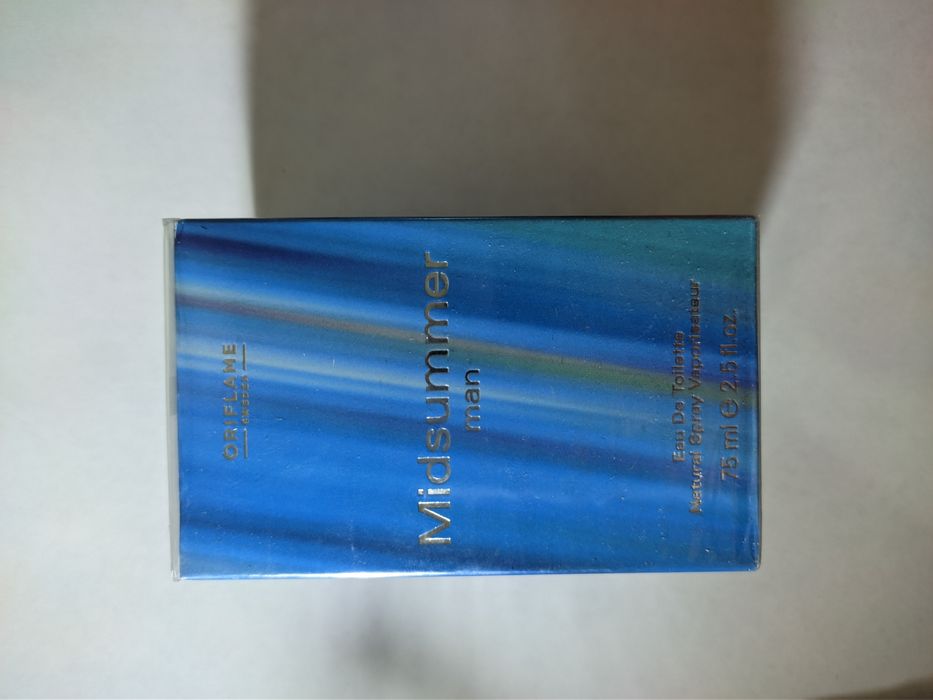 ORIFLAME
SWEDEN
Midsummer
man
Eau De Toilette
Natural Spray Vaporisateur
75 ml ℮ 2.5 fl.oz.